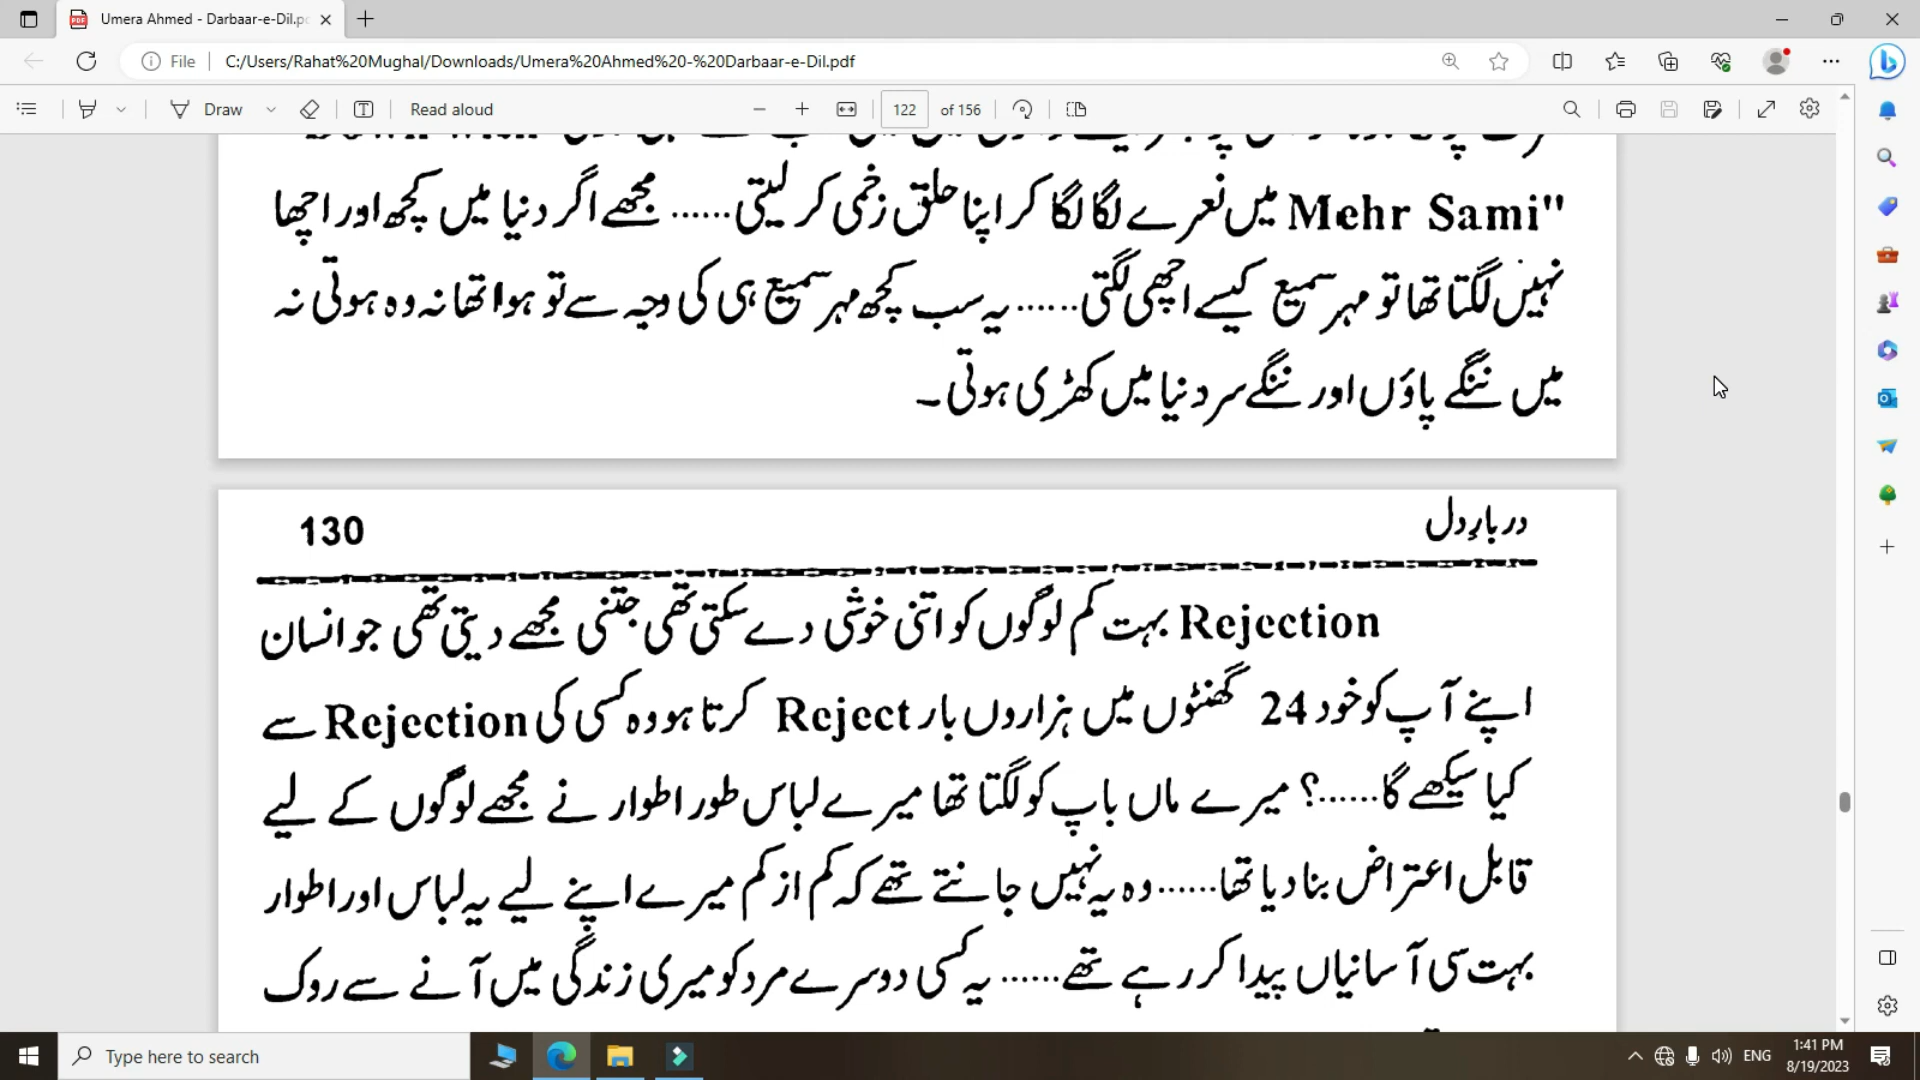 Umera Ahmed - Darbaar-e-Dil.p
File
C:/Users/Rahat%20Mughal/Downloads/Umera%20Ahmed%20-%20Darbaar-e-Dil.pdf
Draw
Read aloud
122 of 156
"Mehr Sami میں نعرے لگا لگا کر اپنا حلق زخمی کر لیتی...... مجھے اگر دنیا میں کچھ اور اچھا
نہیں لگتا تھا تو مہر سمیع کیسے اچھی لگتی...... یہ سب کچھ مہر سمیع ہی کی وجہ سے تو ہوا تھا نہ وہ ہوتی نہ
میں ننگے پاؤں اور ننگے سر دنیا میں کھڑی ہوتی۔
دربارِدل
130
Rejection بہت کم لوگوں کو اتنی خوشی دے سکتی تھی جتنی مجھے دیتی تھی جو انسان
اپنے آپ کو خود 24 گھنٹوں میں ہزاروں بار Reject کرتا ہو وہ کسی کی Rejection سے
کیا سیکھے گا......؟ میرے ماں باپ کو لگتا تھا میرے لباس طور اطوار نے مجھے لوگوں کے لیے
قابل اعتراض بنا دیا تھا...... وہ یہ نہیں جانتے تھے کہ کم از کم میرے اپنے لیے یہ لباس اور اطوار
بہت سی آسانیاں پیدا کر رہے تھے...... یہ کسی دوسرے مرد کو میری زندگی میں آنے سے روک
Type here to search
ENG
1:41 PM
8/19/2023